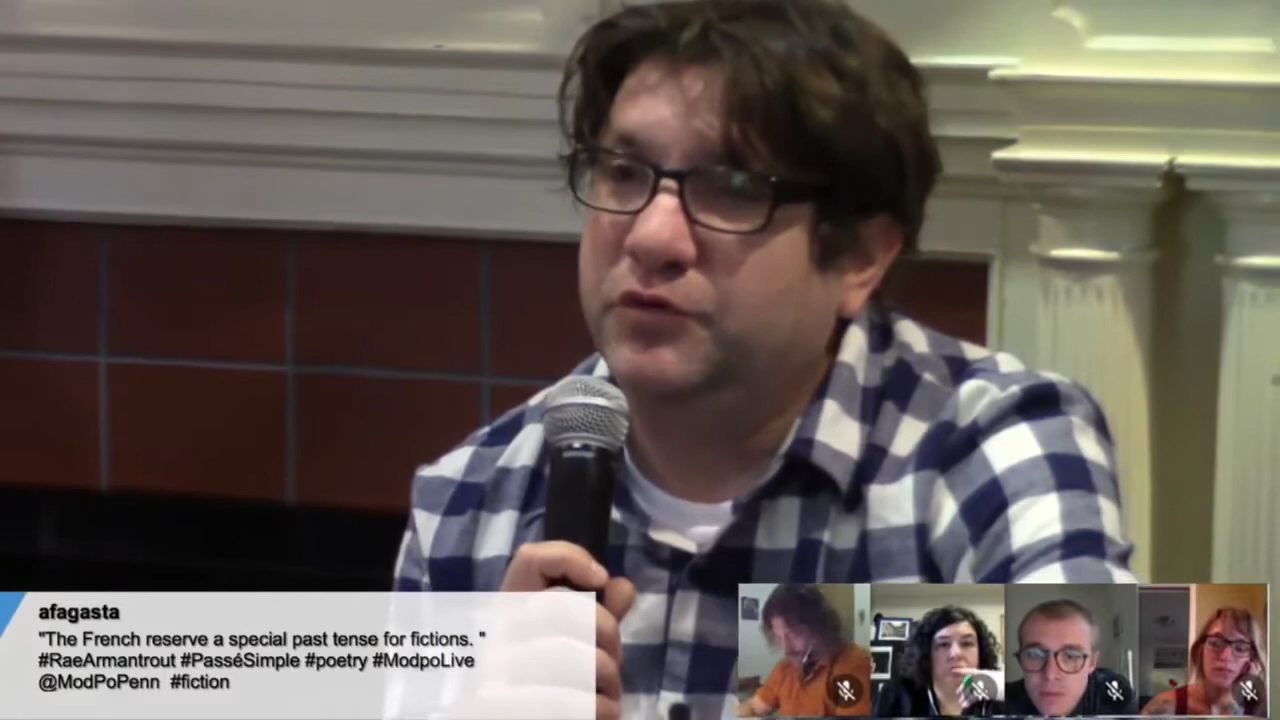 afagasta
"The French reserve a special past tense for fictions. "
#RaeArmantrout #PasséSimple #poetry #ModpoLive
@ModPoPenn #fiction